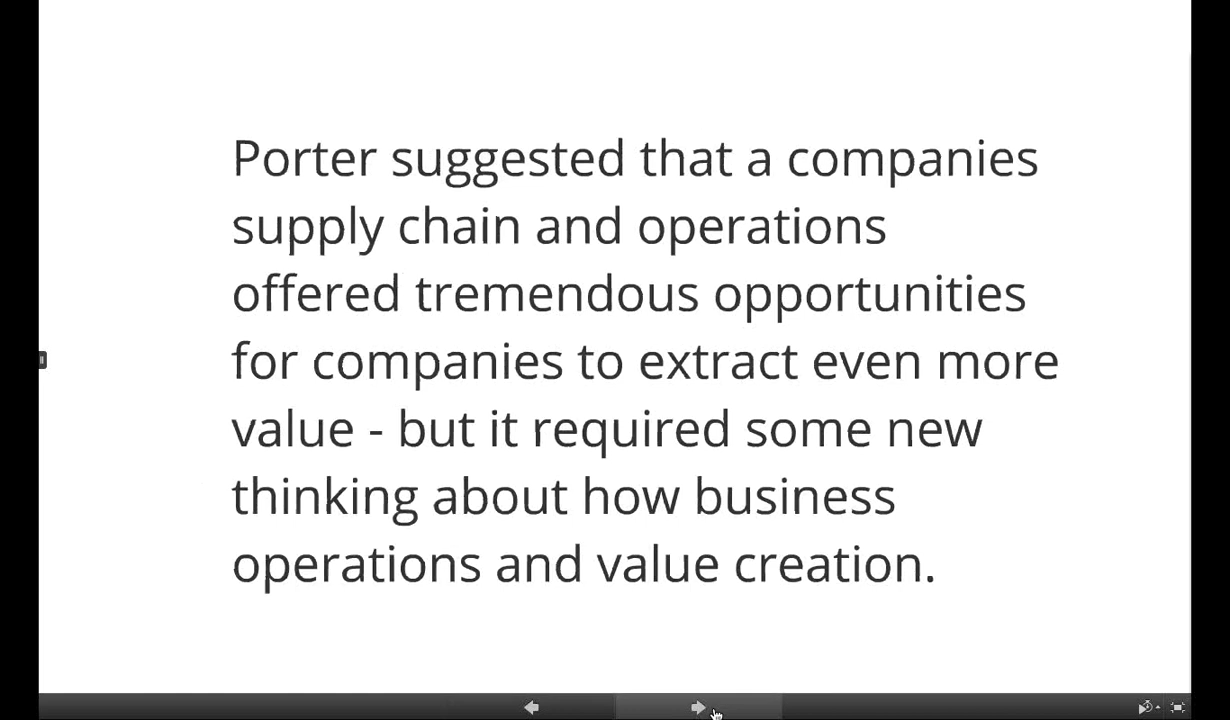 Porter suggested that a companies
supply chain and operations
offered tremendous opportunities
for companies to extract even more
value - but it required some new
thinking about how business
operations and value creation.